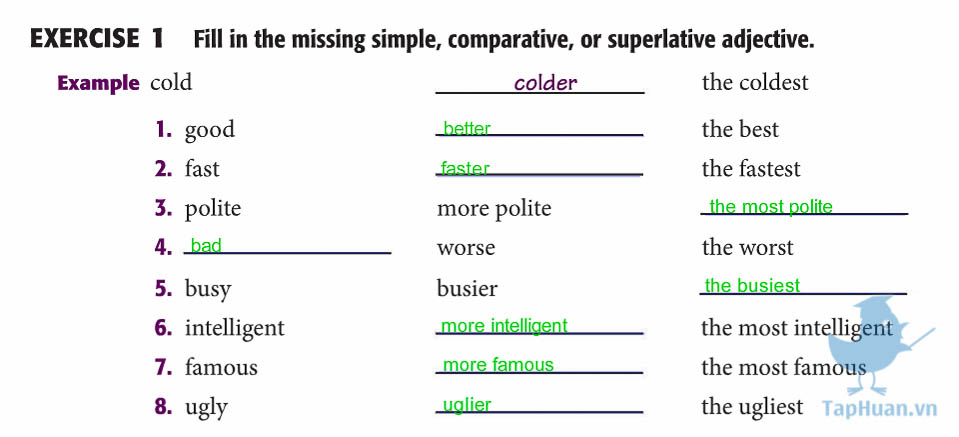 EXERCISE 1 Fill in the missing simple, comparative, or superlative adjective.
Example cold colder the coldest
1. good better the best
2. fast faster the fastest
3. polite more polite the most polite
4. bad worse the worst
5. busy busier the busiest
6. intelligent more intelligent the most intelligent
7. famous more famous the most famous
8. ugly uglier the ugliest
TapHuan.vn